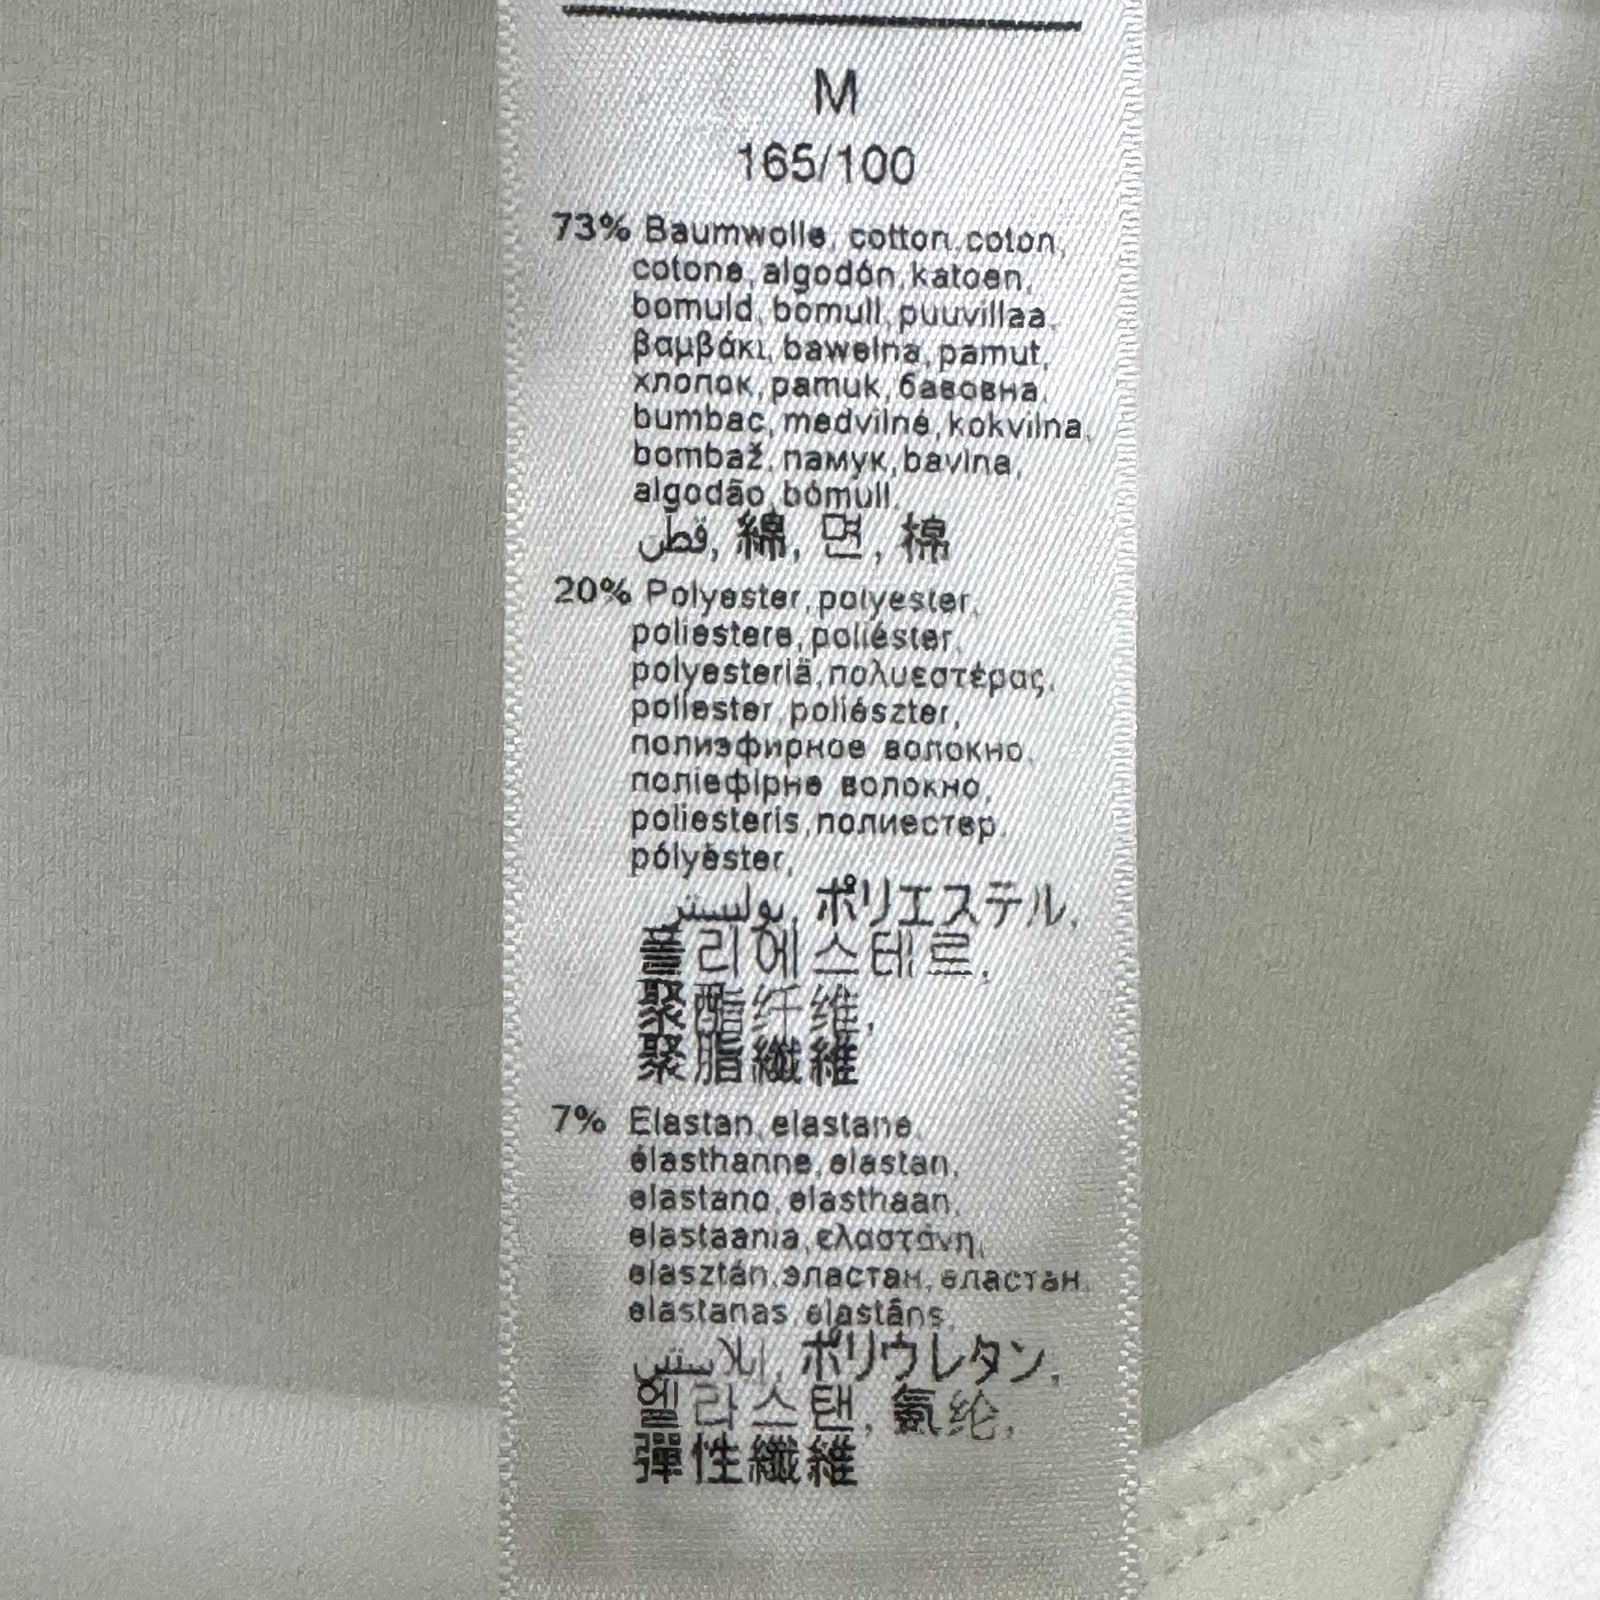 M
165/100
73% Baumwolle, cotton, coton,
cotone, algodón, katoen,
bomuld, bomull, puuvillaa,
βαμβάκι, bawełna, pamut,
хлопок, pamuk, бавовна,
bumbac, medvilnė, kokvilna,
bombaž, памук, bavlna,
algodão, bómull,
قطن, 綿, 면, 棉
20% Polyester, polyester,
poliestere, poliéster,
polyesteriä, πολυεστέρας,
poliester, poliészter,
полиэфирное волокно,
поліефірне волокно,
poliesteris, полиестер,
pólýester,
بوليستر, ポリエステル,
폴리에스테르,
聚酯纤维,
聚脂纖維
7% Elastan, elastane,
élasthanne, elastan,
elastano, elasthaan,
elastaania, ελαστάνη,
elasztán, эластан, еластан,
elastanas, elastāns,
إيلاستين, ポリウレタン,
엘라스탠, 氨纶,
彈性纖維